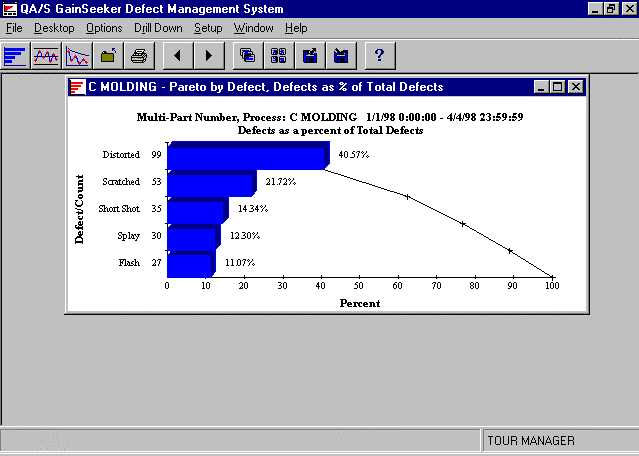 QA/S GainSeeker Defect Management System
File Desktop Options Drill Down Setup Window Help
?
C MOLDING - Pareto by Defect, Defects as % of Total Defects
Multi-Part Number, Process: C MOLDING 1/1/98 0:00:00 - 4/4/98 23:59:59
Defects as a percent of Total Defects
Defect/Count
Distorted 99 40.57%
Scratched 53 21.72%
Short Shot 35 14.34%
Splay 30 12.30%
Flash 27 11.07%
0 10 20 30 40 50 60 70 80 90 100
Percent
TOUR MANAGER